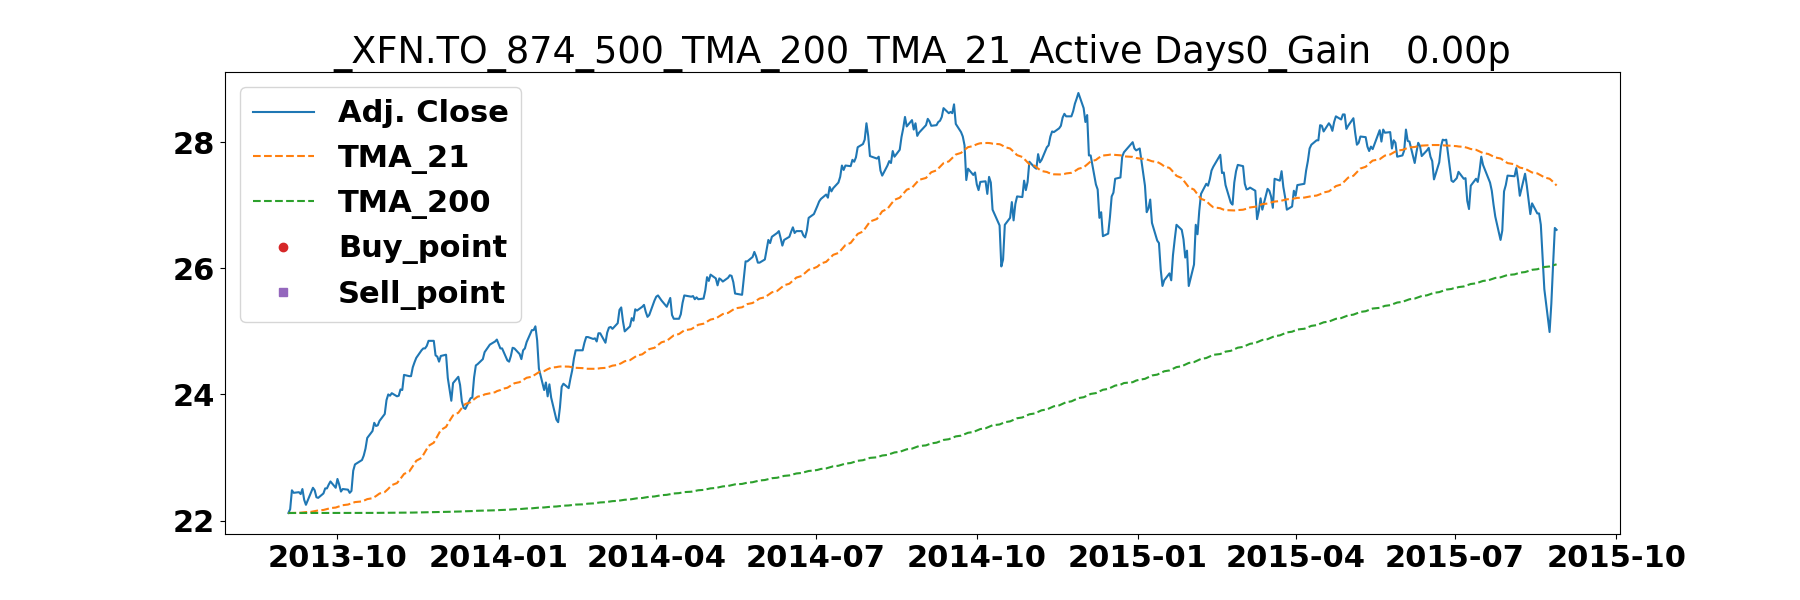 _XFN.TO_874_500_TMA_200_TMA_21_Active Days0_Gain   0.00p
Adj. Close
TMA_21
TMA_200
Buy_point
Sell_point
28
26
24
22
2013-10 2014-01 2014-04 2014-07 2014-10 2015-01 2015-04 2015-07 2015-10